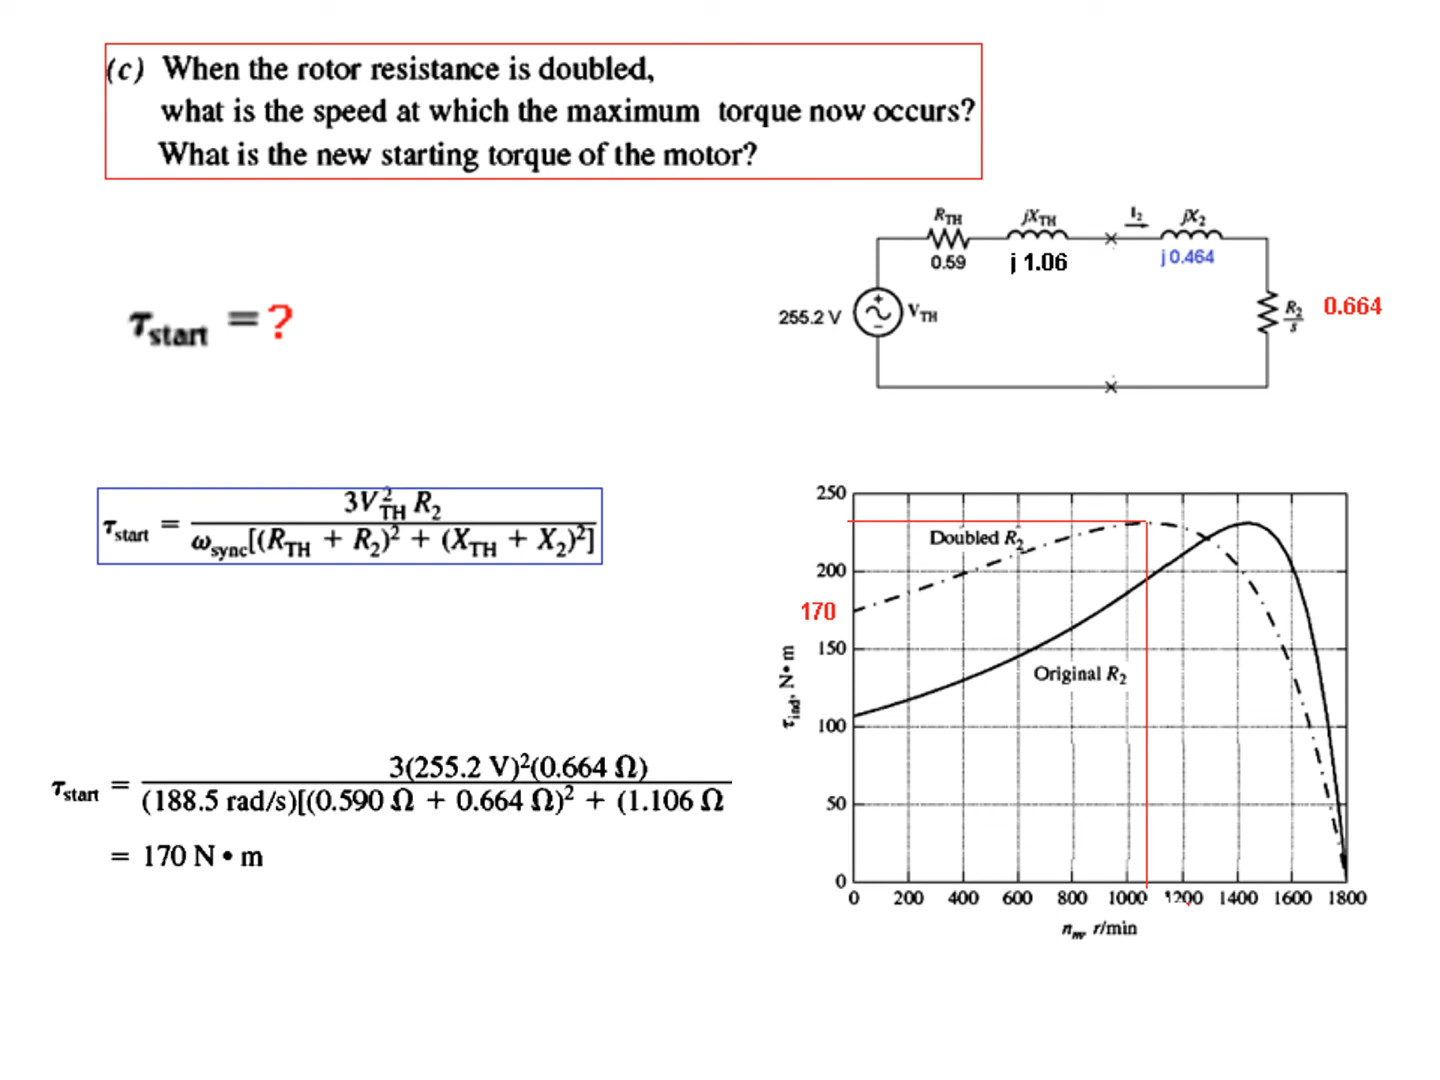 (c) When the rotor resistance is doubled,
what is the speed at which the maximum torque now occurs?
What is the new starting torque of the motor?
R_TH jX_TH I_2 jX_2
0.59 j 1.06 j 0.464
255.2 V V_TH R_2/s 0.664
τ_start = ?
τ_start = 3V²_TH R_2 / ω_sync[(R_TH + R_2)² + (X_TH + X_2)²]
τ_start = 3(255.2 V)²(0.664 Ω) / (188.5 rad/s)[(0.590 Ω + 0.664 Ω)² + (1.106 Ω
= 170 N • m
250
200
170
150
100
50
0
τ_ind, N• m
Doubled R_2
Original R_2
0 200 400 600 800 1000 1200 1400 1600 1800
n_m, r/min